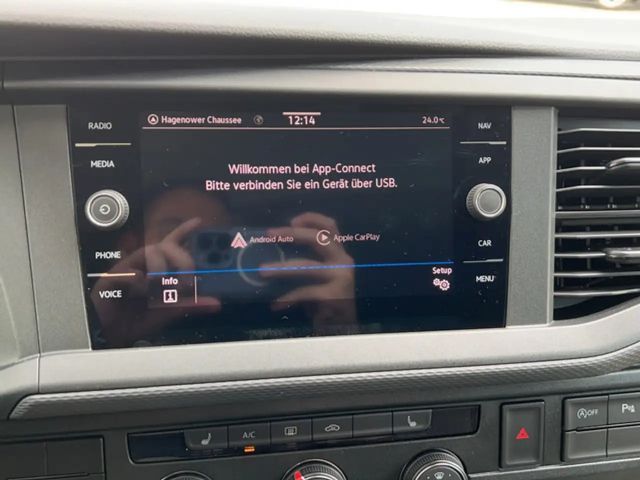 RADIO
Hagenower Chaussee 12:14 24.0°C
NAV
MEDIA
APP
Willkommen bei App-Connect
Bitte verbinden Sie ein Gerät über USB.
Android Auto Apple CarPlay
PHONE
CAR
VOICE
Info
Setup
MENU
A/C
OFF
P